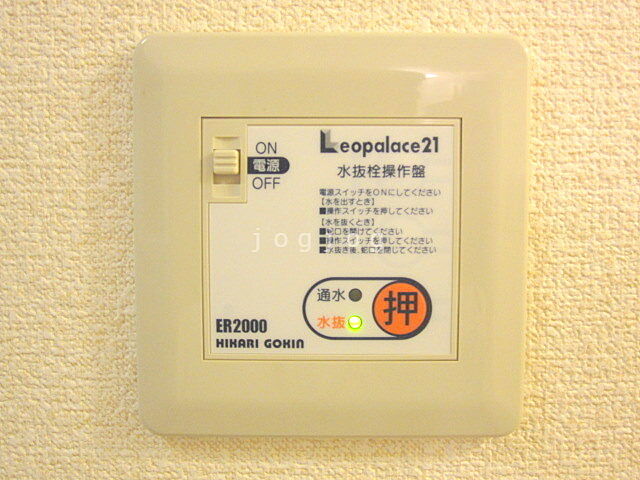 Leopalace21
水抜栓操作盤
ON
電源
OFF
電源スイッチをONにしてください
【水を出すとき】
■操作スイッチを押してください
【水を抜くとき】
■蛇口を開けてください
■操作スイッチを押してください
■水抜き後、蛇口を閉じてください
通水
水抜
押
ER2000
HIKARI GOKIN